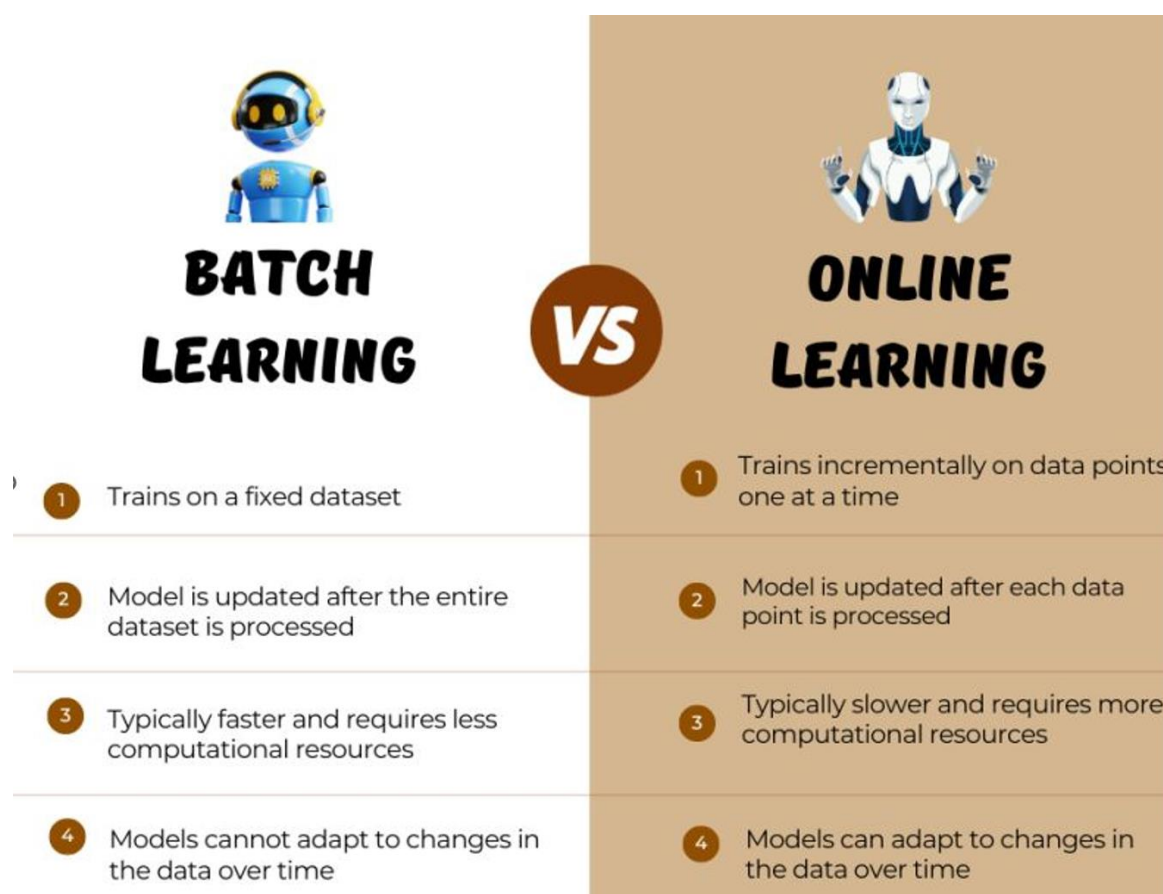 BATCH
LEARNING
VS
ONLINE
LEARNING
1 Trains on a fixed dataset
2 Model is updated after the entire
dataset is processed
3 Typically faster and requires less
computational resources
4 Models cannot adapt to changes in
the data over time
1 Trains incrementally on data points
one at a time
2 Model is updated after each data
point is processed
3 Typically slower and requires more
computational resources
4 Models can adapt to changes in
the data over time